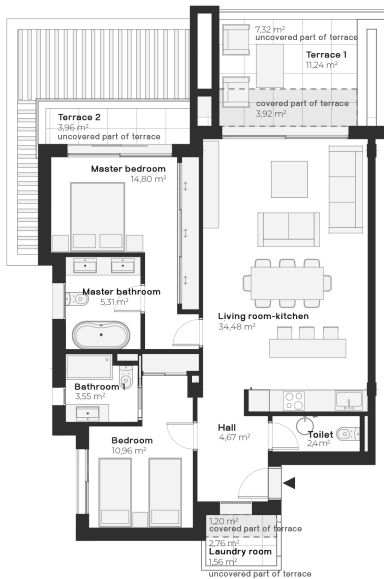 7,32 m²
uncovered part of terrace
Terrace 1
11,24 m²
covered part of terrace
3,92 m²
Terrace 2
3,96 m²
uncovered part of terrace
Master bedroom
14,80 m²
Master bathroom
5,31 m²
Living room-kitchen
34,48 m²
Bathroom 1
3,55 m²
Bedroom
10,96 m²
Hall
4,67 m²
Toilet
2,4m²
1,20 m²
covered part of terrace
2,76 m²
Laundry room
1,56 m²
uncovered part of terrace